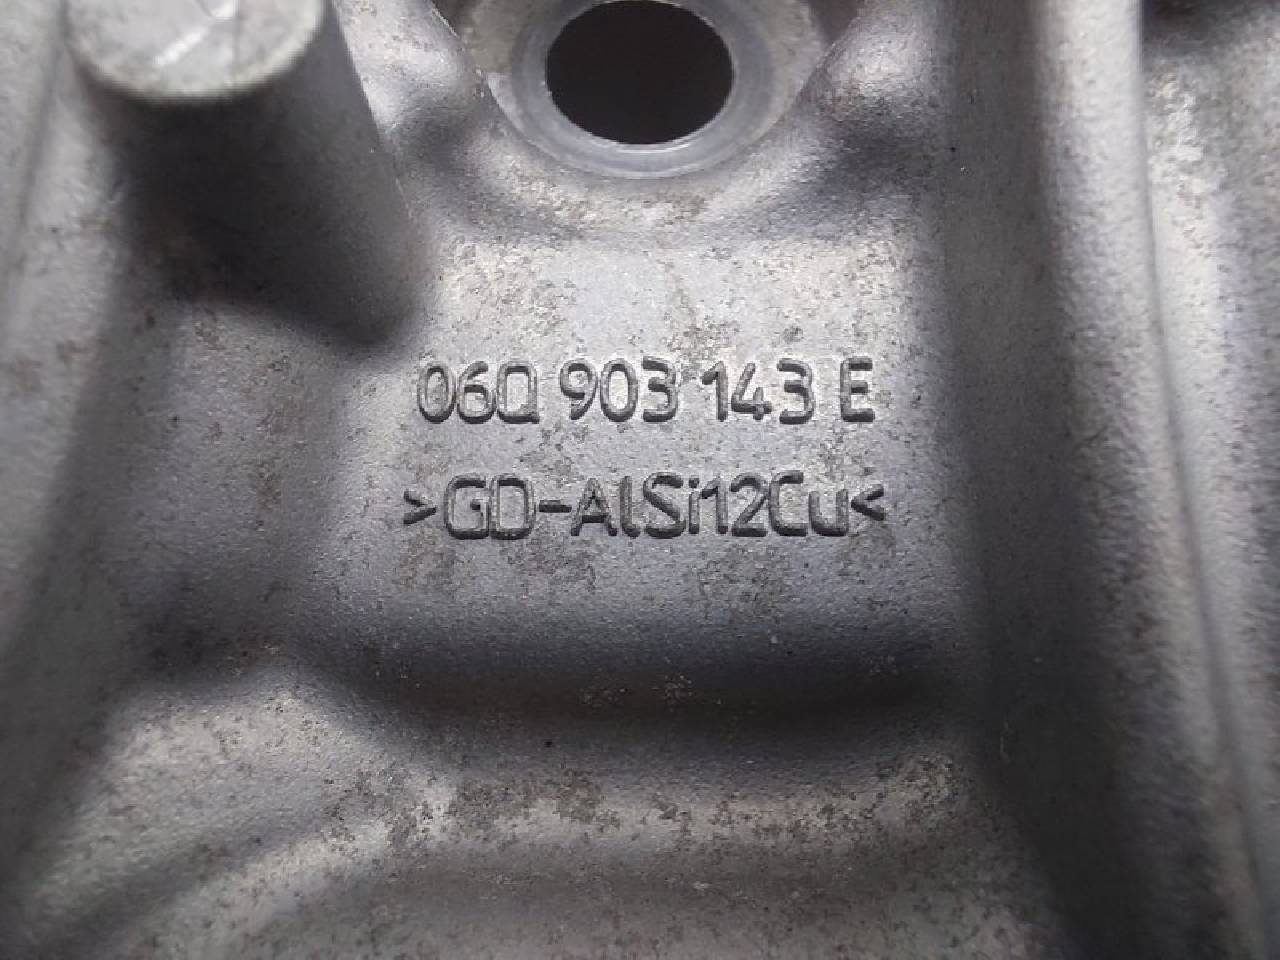 06Q 903 143 E
>GD-AlSi12Cu<